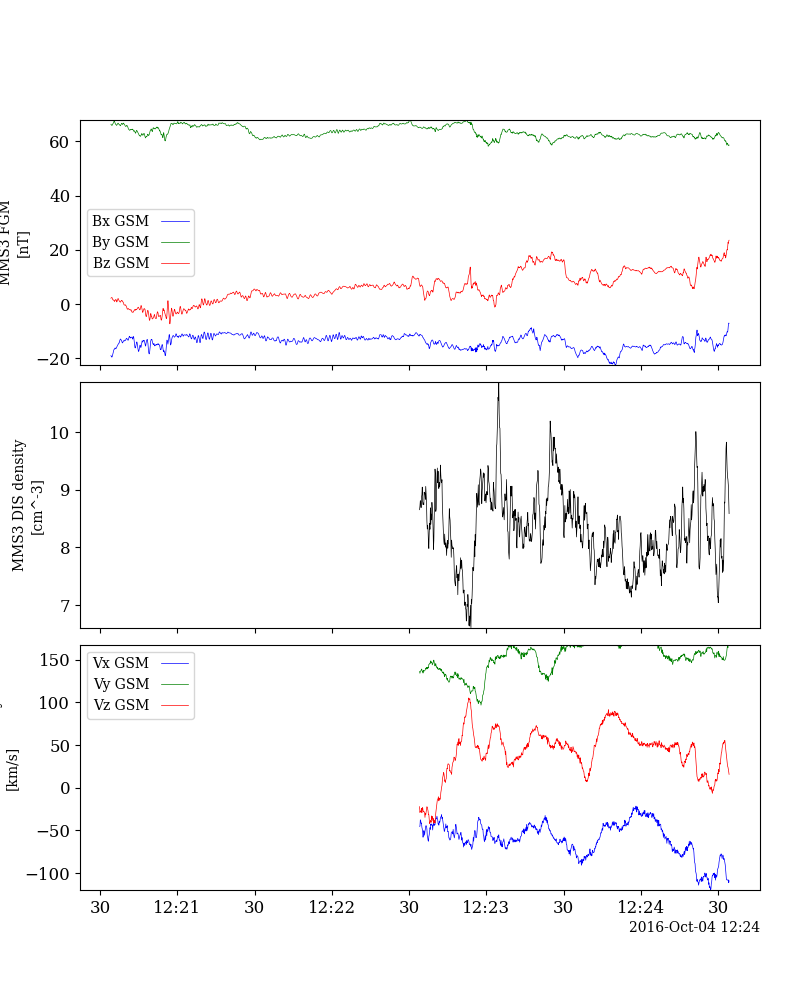 60
40
20
0
−20
MMS3 FGM
[nT]
Bx GSM
By GSM
Bz GSM
10
9
8
7
MMS3 DIS density
[cm^-3]
150
100
50
0
−50
−100
[km/s]
Vx GSM
Vy GSM
Vz GSM
30
12:21
30
12:22
30
12:23
30
12:24
30
2016-Oct-04 12:24